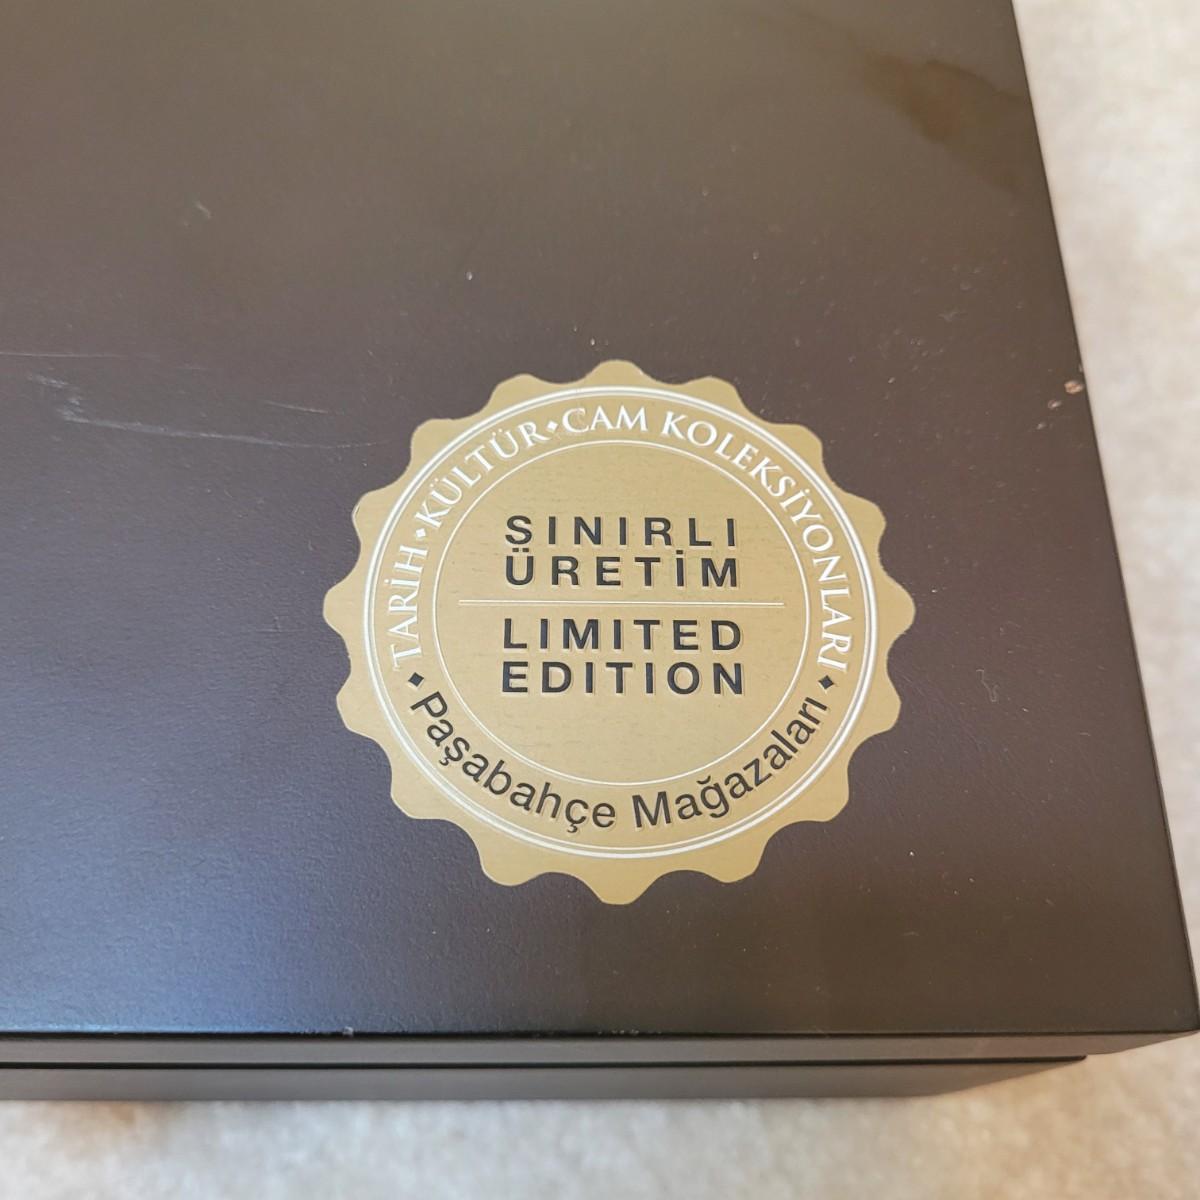 TARİH•KÜLTÜR•CAM KOLEKSİYONLARI
SINIRLI
ÜRETİM
LIMITED
EDITION
• Paşabahçe Mağazaları •